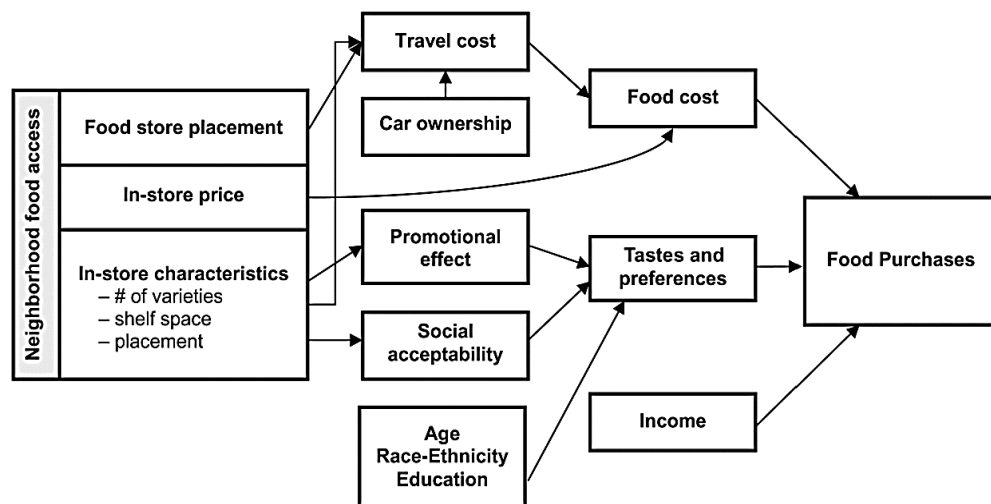 Neighborhood food access
Food store placement
In-store price
In-store characteristics
– # of varieties
– shelf space
– placement
Travel cost
Car ownership
Promotional
effect
Social
acceptability
Age
Race-Ethnicity
Education
Food cost
Tastes and
preferences
Income
Food Purchases